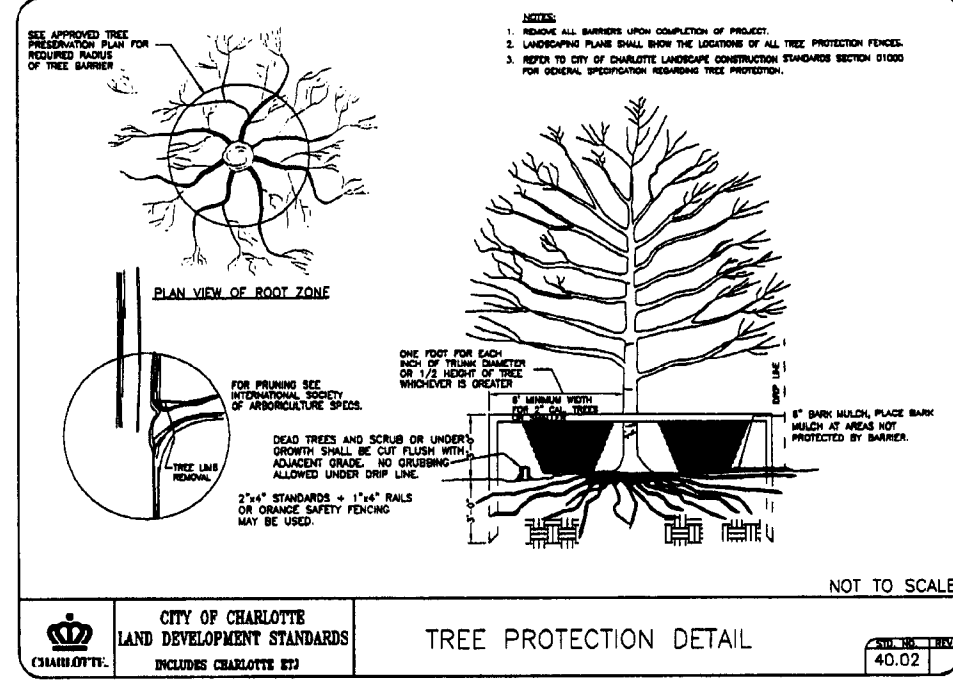 SEE APPROVED TREE
PRESERVATION PLAN FOR
REQUIRED RADIUS
OF TREE BARRIER
NOTES:
1. REMOVE ALL BARRIERS UPON COMPLETION OF PROJECT.
2. LANDSCAPING PLANS SHALL SHOW THE LOCATIONS OF ALL TREE PROTECTION FENCES.
3. REFER TO CITY OF CHARLOTTE LANDSCAPE CONSTRUCTION STANDARDS SECTION 01000
FOR GENERAL SPECIFICATION REGARDING TREE PROTECTION.
PLAN VIEW OF ROOT ZONE
ONE FOOT FOR EACH
INCH OF TRUNK DIAMETER
OR 1/2 HEIGHT OF TREE
WHICHEVER IS GREATER
6' MINIMUM WIDTH
FOR 2" CAL. TREES
DRIP LINE
6" BARK MULCH, PLACE BARK
MULCH AT AREAS NOT
PROTECTED BY BARRIER.
FOR PRUNING SEE
INTERNATIONAL SOCIETY
OF ARBORICULTURE SPECS.
TREE LIMB
REMOVAL
DEAD TREES AND SCRUB OR UNDER
GROWTH SHALL BE CUT FLUSH WITH
ADJACENT GRADE. NO GRUBBING
ALLOWED UNDER DRIP LINE.
2"x4" STANDARDS + 1"x4" RAILS
OR ORANGE SAFETY FENCING
MAY BE USED.
NOT TO SCALE
CHARLOTTE.
CITY OF CHARLOTTE
LAND DEVELOPMENT STANDARDS
INCLUDES CHARLOTTE ETJ
TREE PROTECTION DETAIL
STD. NO. REV.
40.02